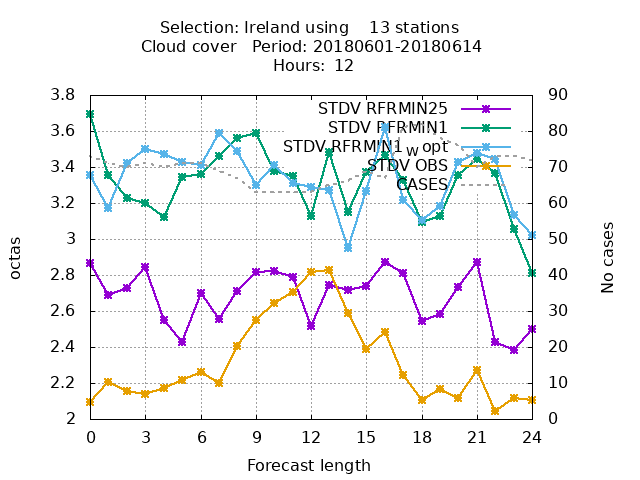 Selection: Ireland using 13 stations
Cloud cover Period: 20180601-20180614
Hours: 12
3.8 90
STDV RFRMIN25
3.6 STDV RFRMIN1 80
STDV RFRMIN1_W opt
3.4 STDV OBS 70
CASES
3.2 60
3 50
octas
No cases
2.8 40
2.6 30
2.4 20
2.2 10
2 0
0 3 6 9 12 15 18 21 24
Forecast length